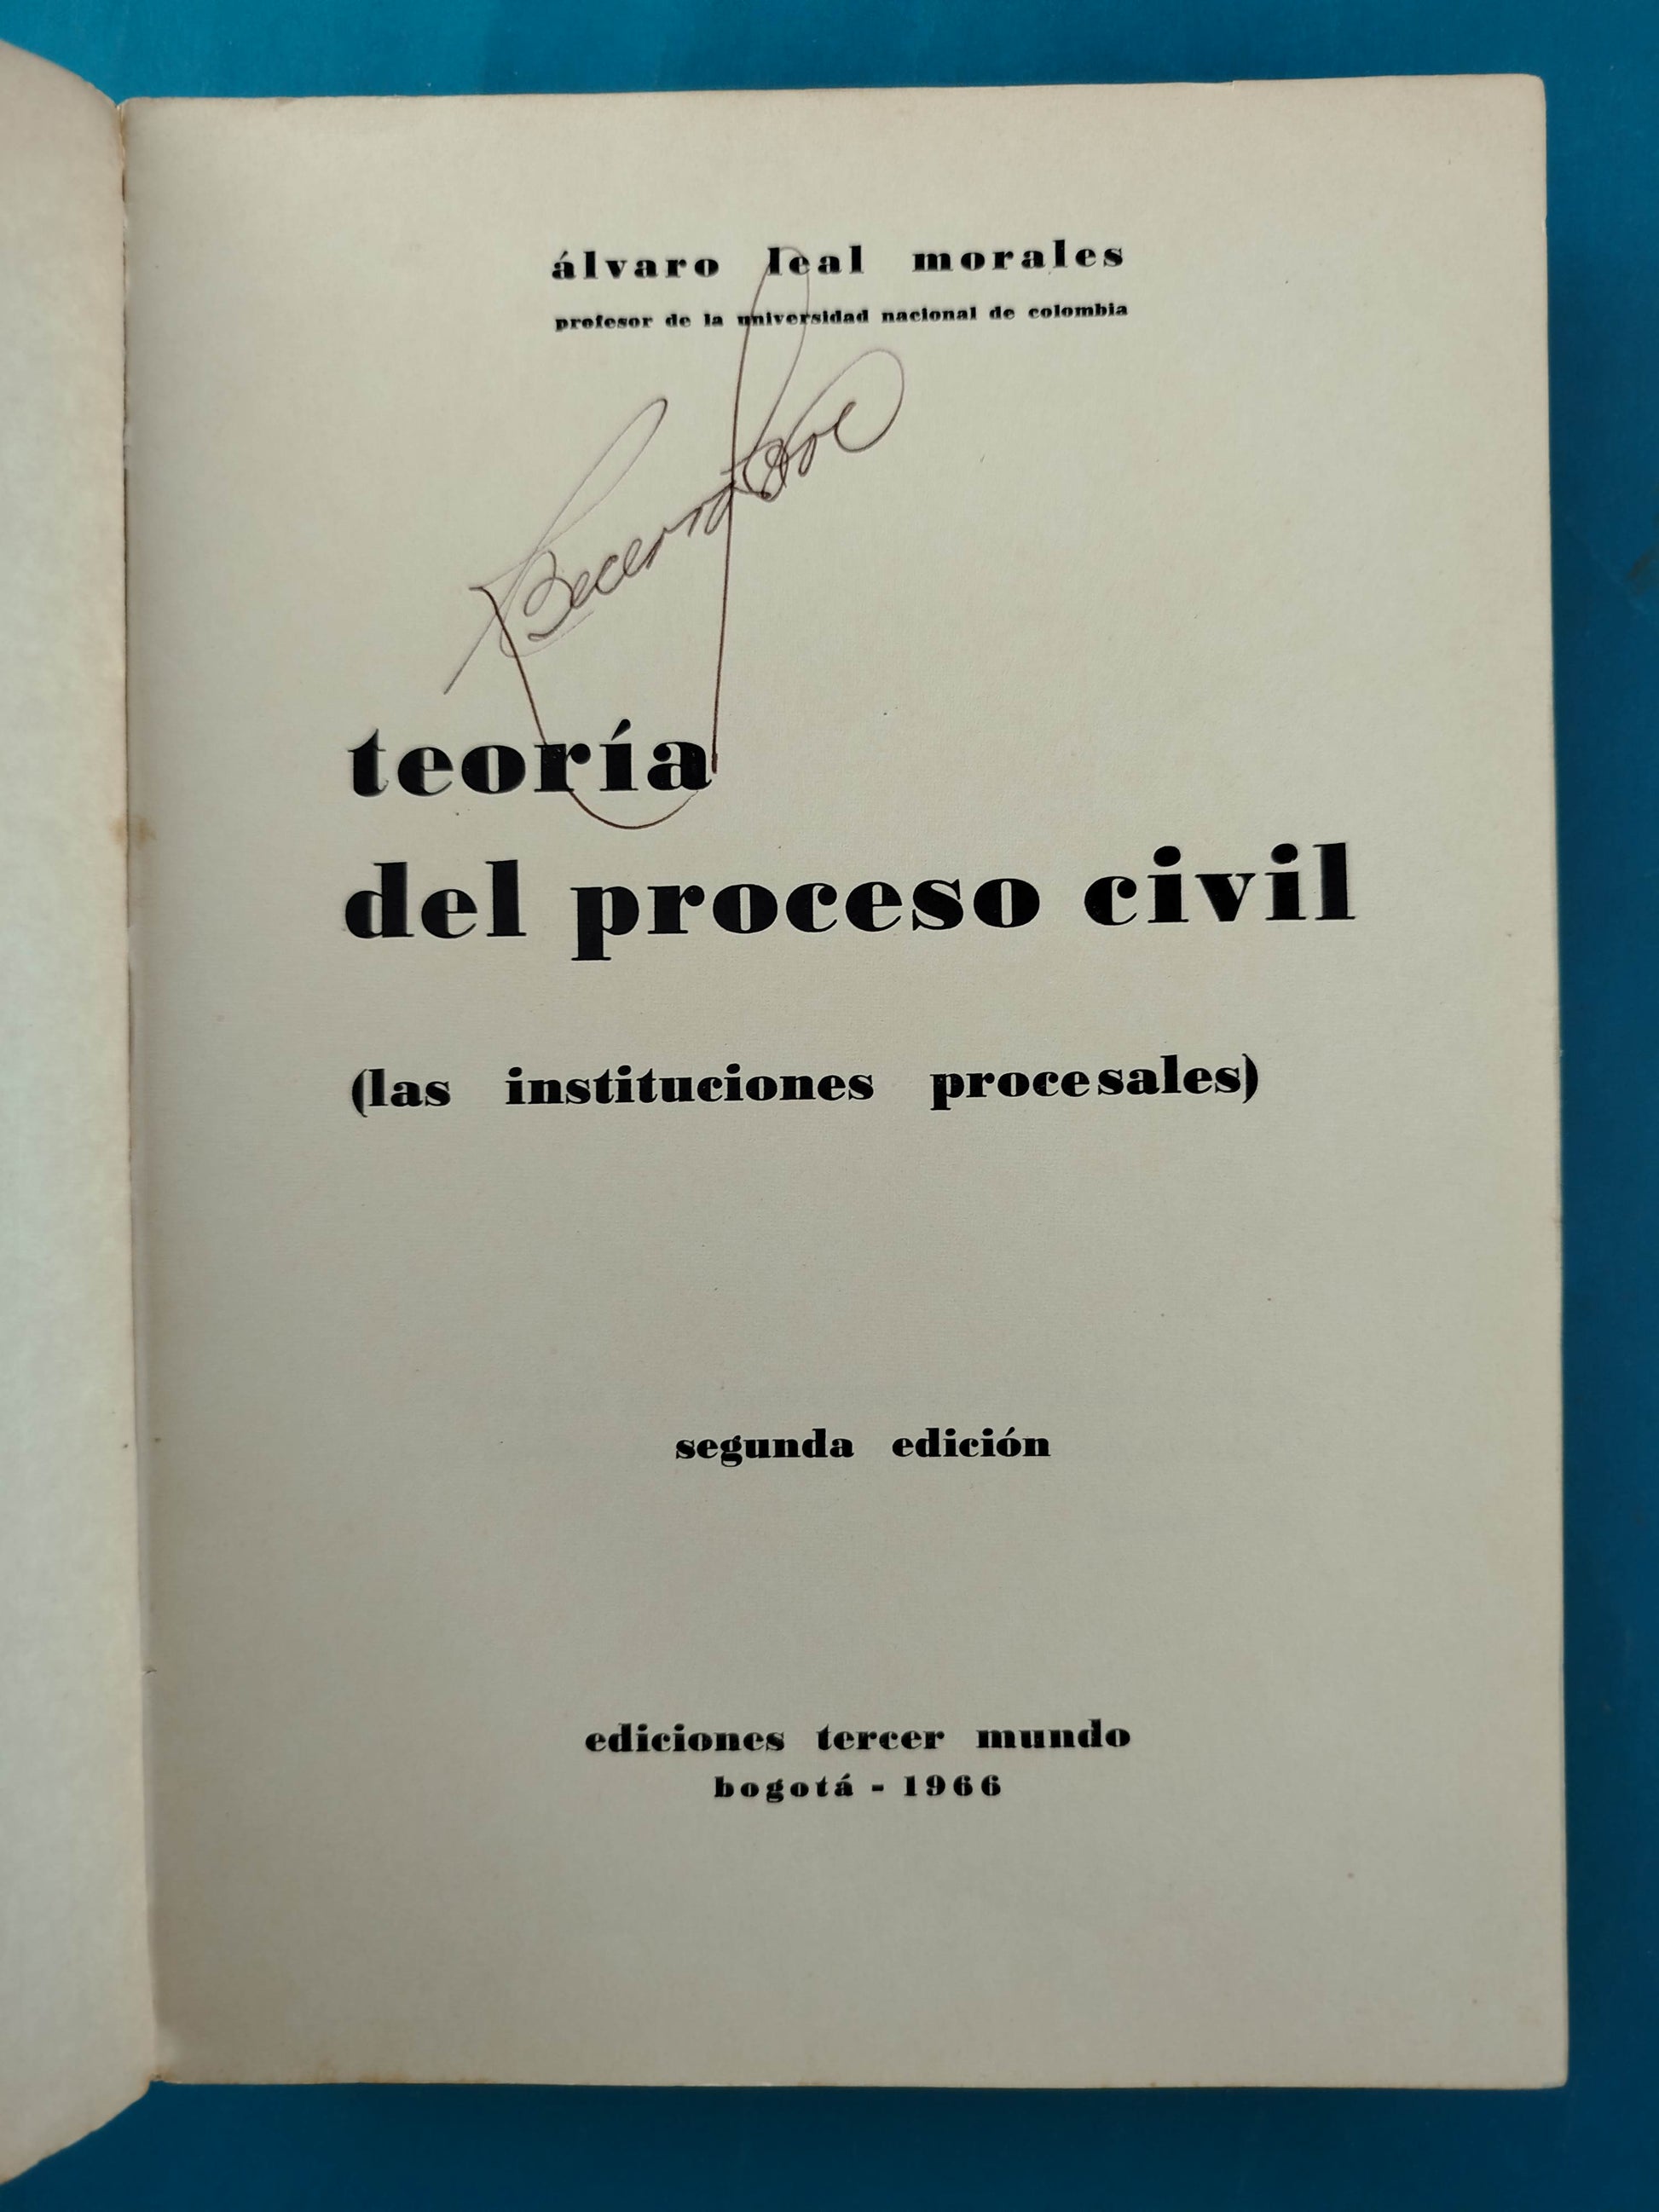 álvaro leal morales
profesor de la universidad nacional de colombia
teoría
del proceso civil
(las instituciones procesales)
segunda edición
ediciones tercer mundo
bogotá - 1966